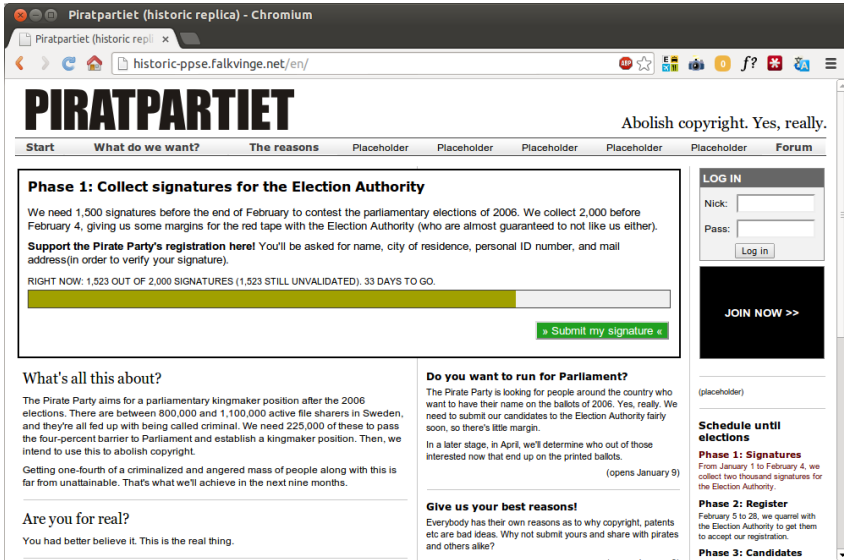 Piratpartiet (historic replica) - Chromium
Piratpartiet (historic repli
historic-ppse.falkvinge.net/en/
PIRATPARTIET
Abolish copyright. Yes, really.
Start What do we want? The reasons Placeholder Placeholder Placeholder Placeholder Placeholder Forum
Phase 1: Collect signatures for the Election Authority
We need 1,500 signatures before the end of February to contest the parliamentary elections of 2006. We collect 2,000 before
February 4, giving us some margins for the red tape with the Election Authority (who are almost guaranteed to not like us either).
Support the Pirate Party's registration here! You'll be asked for name, city of residence, personal ID number, and mail
address(in order to verify your signature).
RIGHT NOW: 1,523 OUT OF 2,000 SIGNATURES (1,523 STILL UNVALIDATED). 33 DAYS TO GO.
» Submit my signature «
LOG IN
Nick:
Pass:
Log in
JOIN NOW >>
What's all this about?
The Pirate Party aims for a parliamentary kingmaker position after the 2006
elections. There are between 800,000 and 1,100,000 active file sharers in Sweden,
and they're all fed up with being called criminal. We need 225,000 of these to pass
the four-percent barrier to Parliament and establish a kingmaker position. Then, we
intend to use this to abolish copyright.
Getting one-fourth of a criminalized and angered mass of people along with this is
far from unattainable. That's what we'll achieve in the next nine months.
Are you for real?
You had better believe it. This is the real thing.
Do you want to run for Parliament?
The Pirate Party is looking for people around the country who
want to have their name on the ballots of 2006. Yes, really. We
need to submit our candidates to the Election Authority fairly
soon, so there's little margin.
In a later stage, in April, we'll determine who out of those
interested now that end up on the printed ballots.
(opens January 9)
Give us your best reasons!
Everybody has their own reasons as to why copyright, patents
etc are bad ideas. Why not submit yours and share with pirates
and others alike?
(placeholder)
Schedule until
elections
Phase 1: Signatures
From January 1 to February 4, we
collect two thousand signatures for
the Election Authority.
Phase 2: Register
February 5 to 28, we quarrel with
the Election Authority to get them
to accept our registration.
Phase 3: Candidates